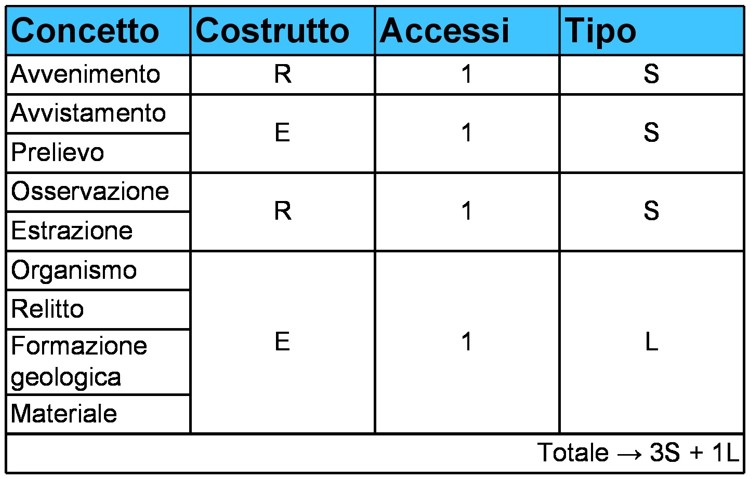 Concetto Costrutto Accessi Tipo
Avvenimento R 1 S
Avvistamento
E 1 S
Prelievo
Osservazione
R 1 S
Estrazione
Organismo
Relitto
E 1 L
Formazione
geologica
Materiale
Totale → 3S + 1L